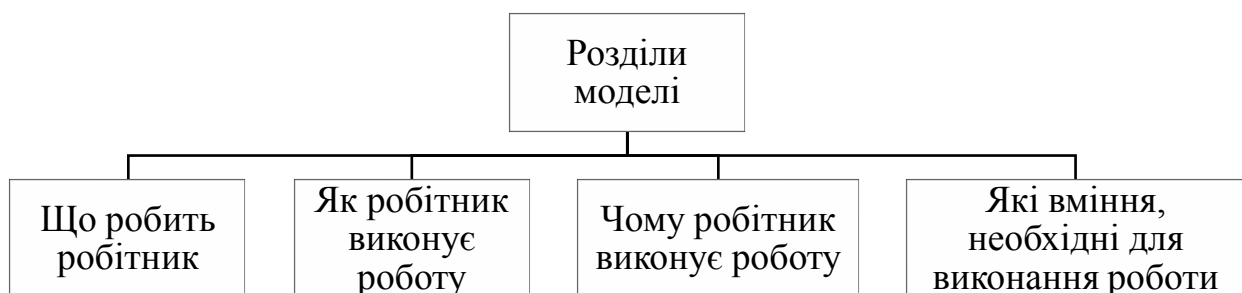 Розділи
моделі
Що робить
робітник
Як робітник
виконує
роботу
Чому робітник
виконує роботу
Які вміння,
необхідні для
виконання роботи